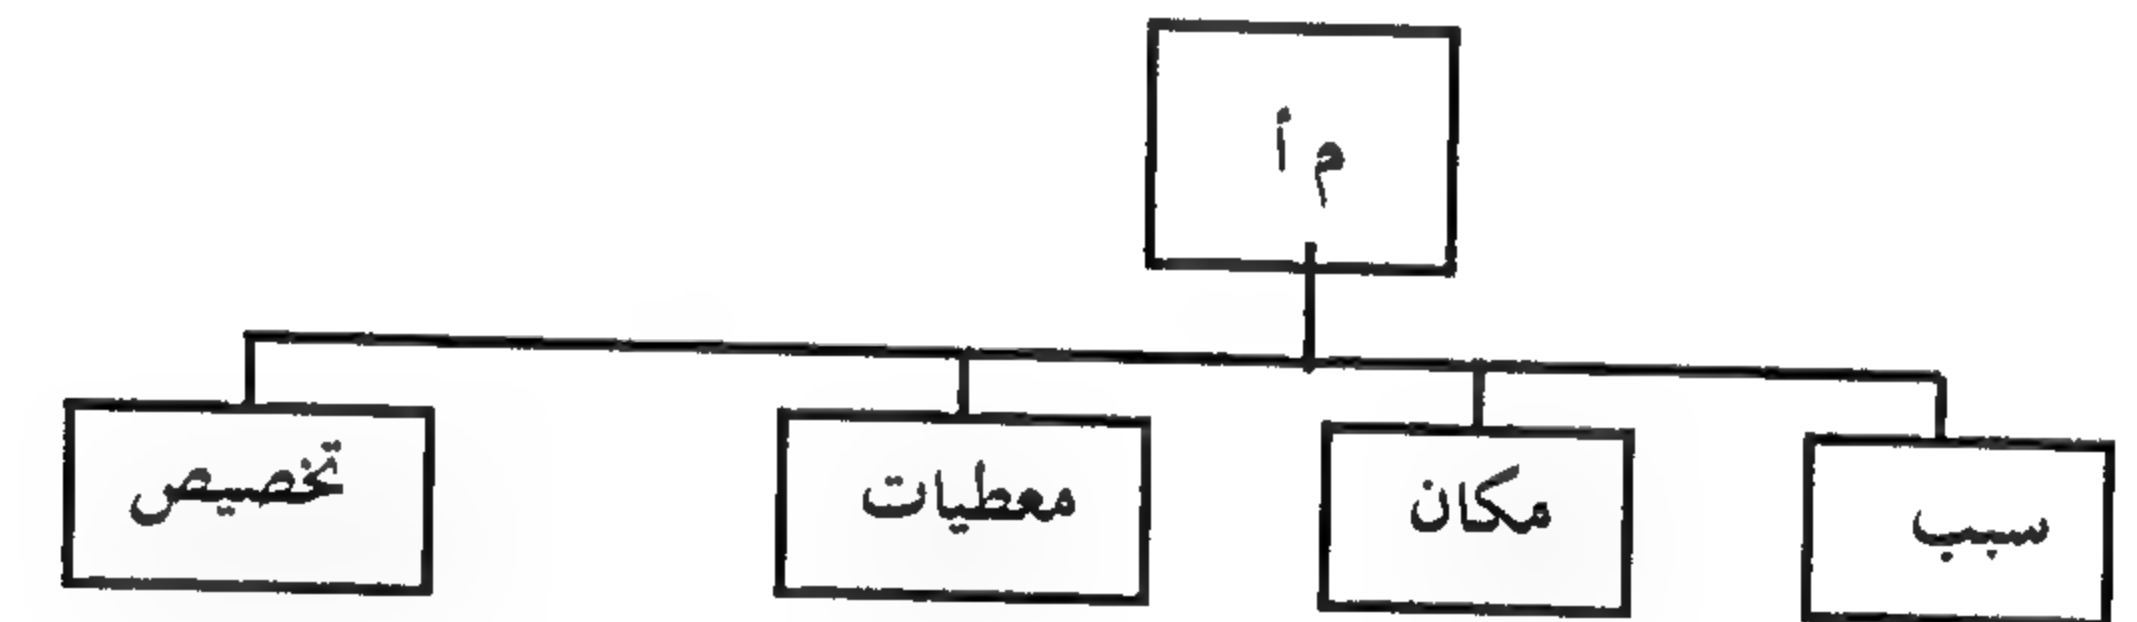 م أ
سبب
مكان
معطيات
تخصيص